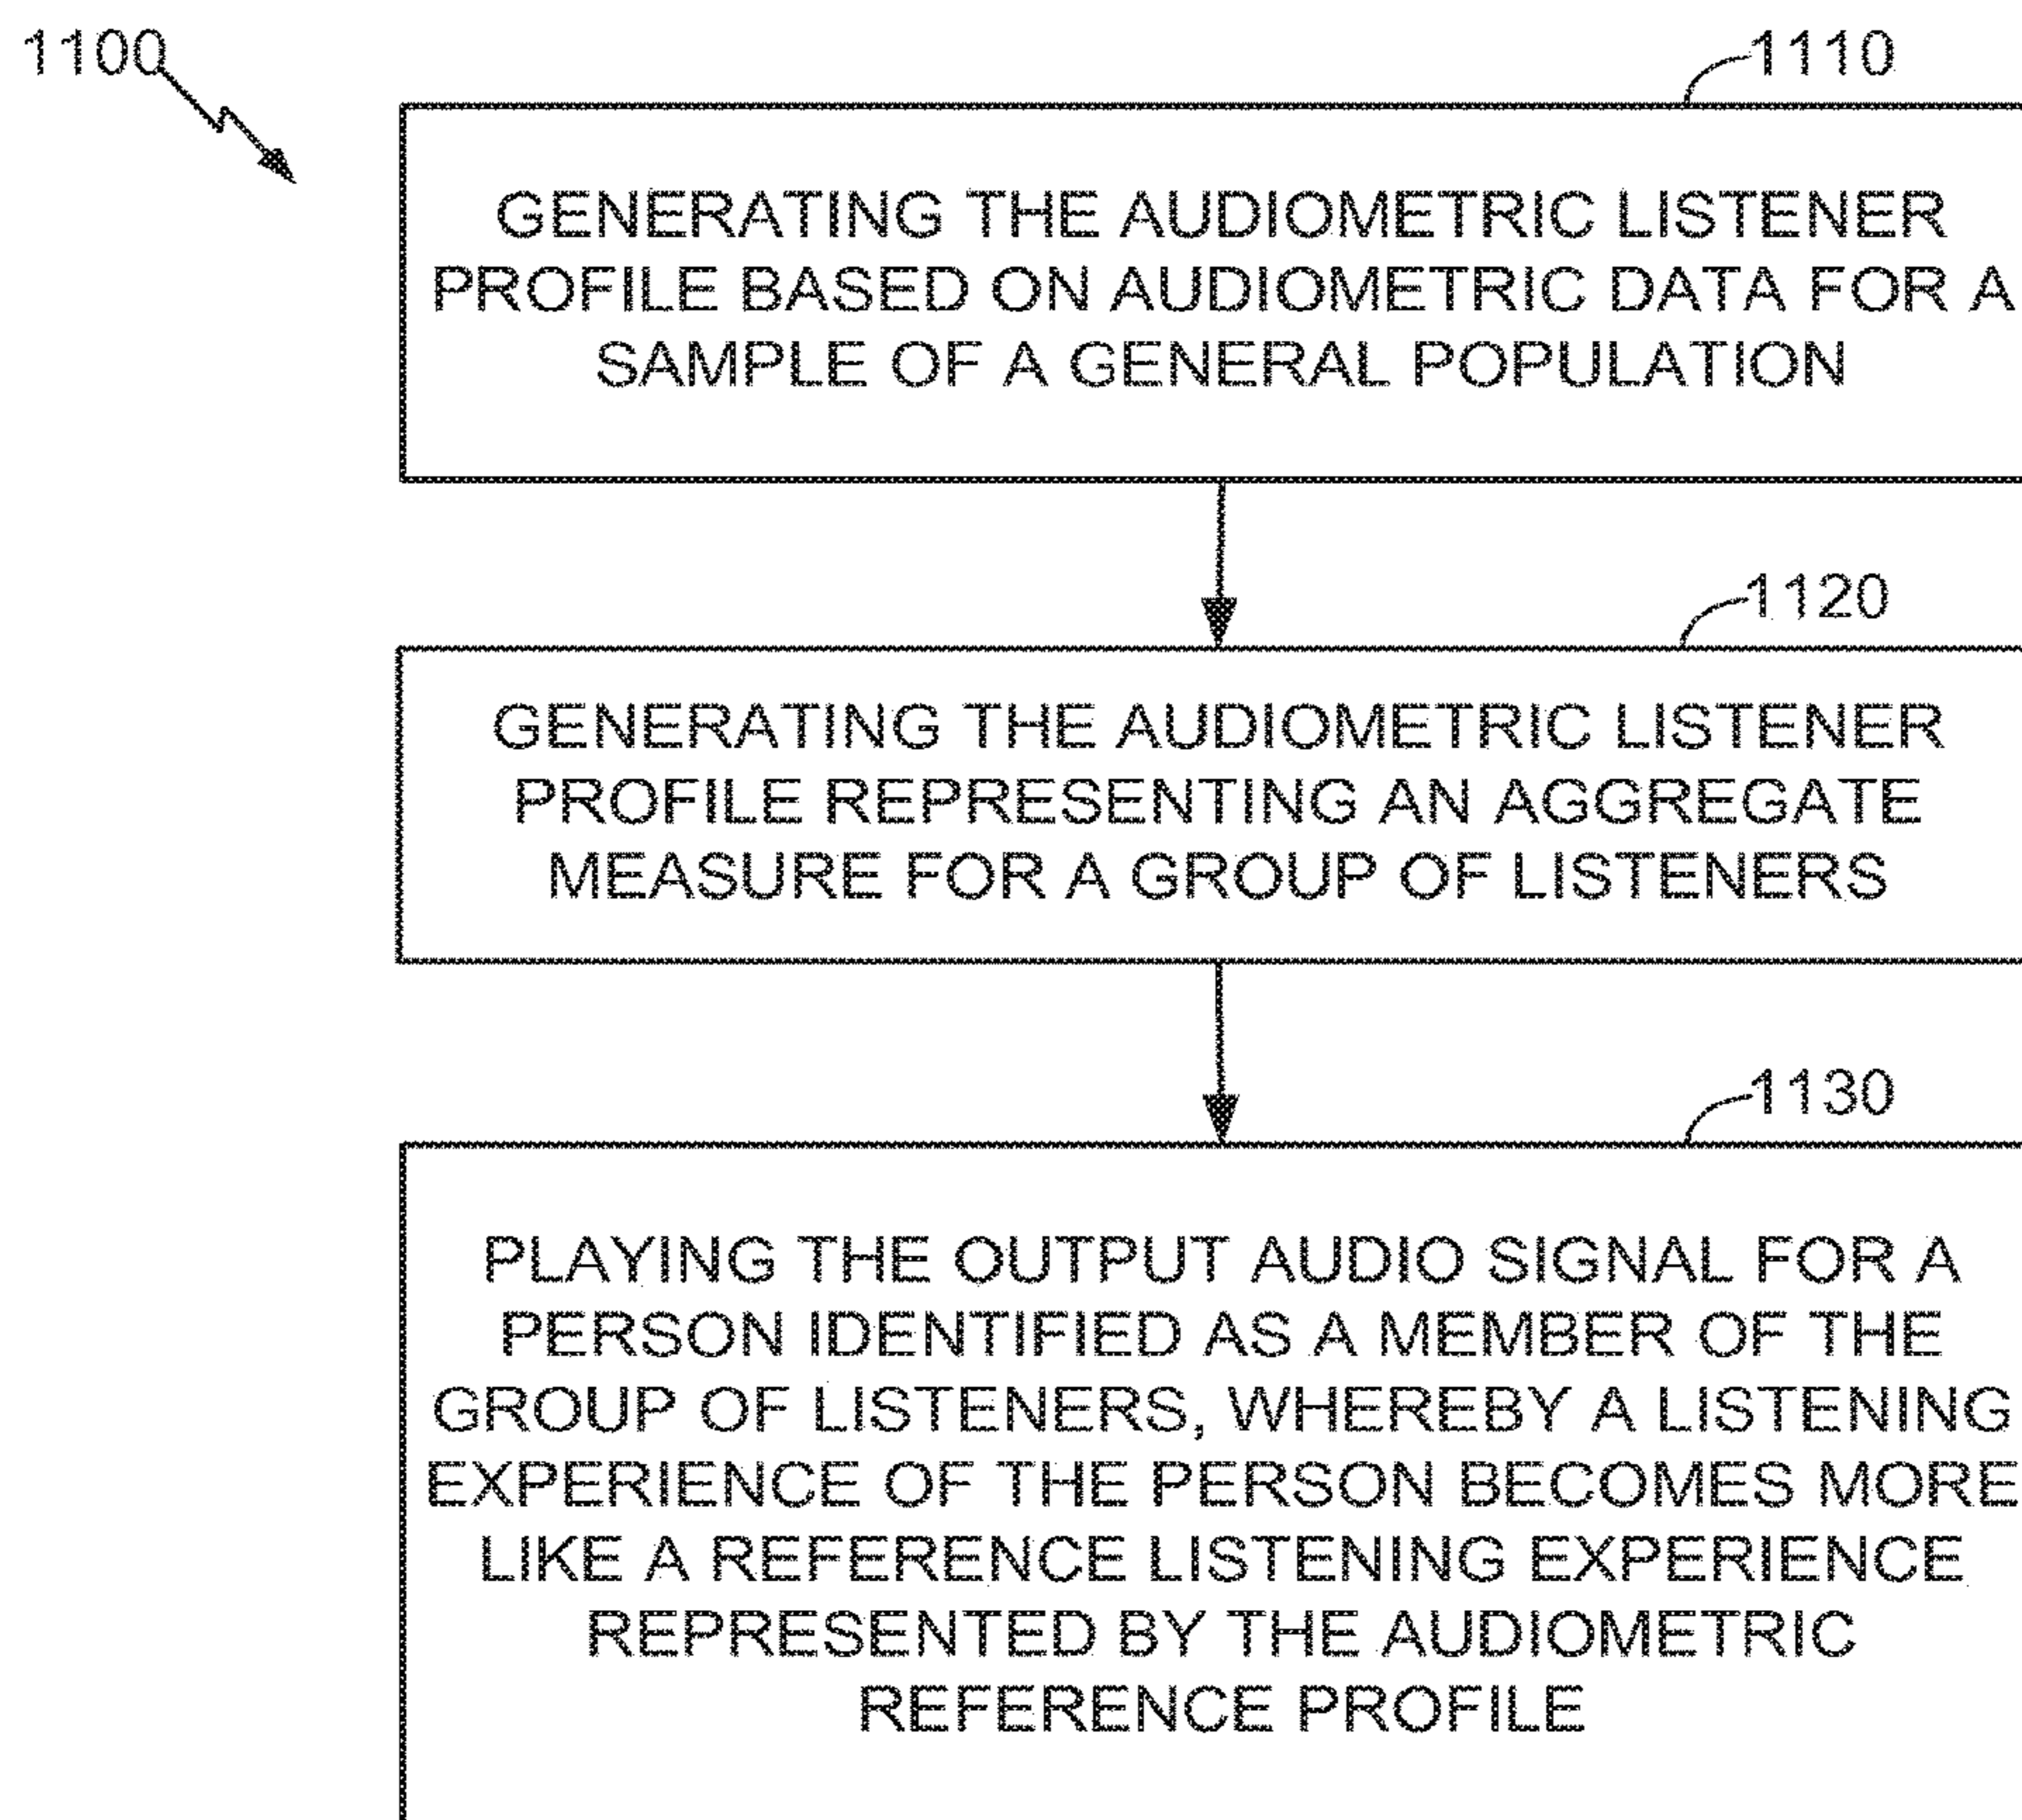 1100
1110
GENERATING THE AUDIOMETRIC LISTENER
PROFILE BASED ON AUDIOMETRIC DATA FOR A
SAMPLE OF A GENERAL POPULATION
1120
GENERATING THE AUDIOMETRIC LISTENER
PROFILE REPRESENTING AN AGGREGATE
MEASURE FOR A GROUP OF LISTENERS
1130
PLAYING THE OUTPUT AUDIO SIGNAL FOR A
PERSON IDENTIFIED AS A MEMBER OF THE
GROUP OF LISTENERS, WHEREBY A LISTENING
EXPERIENCE OF THE PERSON BECOMES MORE
LIKE A REFERENCE LISTENING EXPERIENCE
REPRESENTED BY THE AUDIOMETRIC
REFERENCE PROFILE